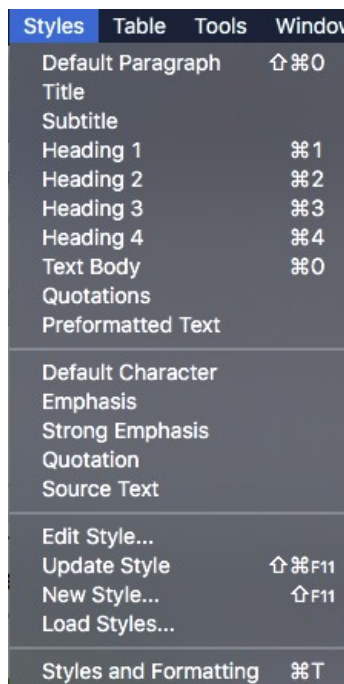 Styles Table Tools Window
Default Paragraph ⇧⌘0
Title
Subtitle
Heading 1 ⌘1
Heading 2 ⌘2
Heading 3 ⌘3
Heading 4 ⌘4
Text Body ⌘0
Quotations
Preformatted Text
Default Character
Emphasis
Strong Emphasis
Quotation
Source Text
Edit Style...
Update Style ⇧⌘F11
New Style... ⇧F11
Load Styles...
Styles and Formatting ⌘T